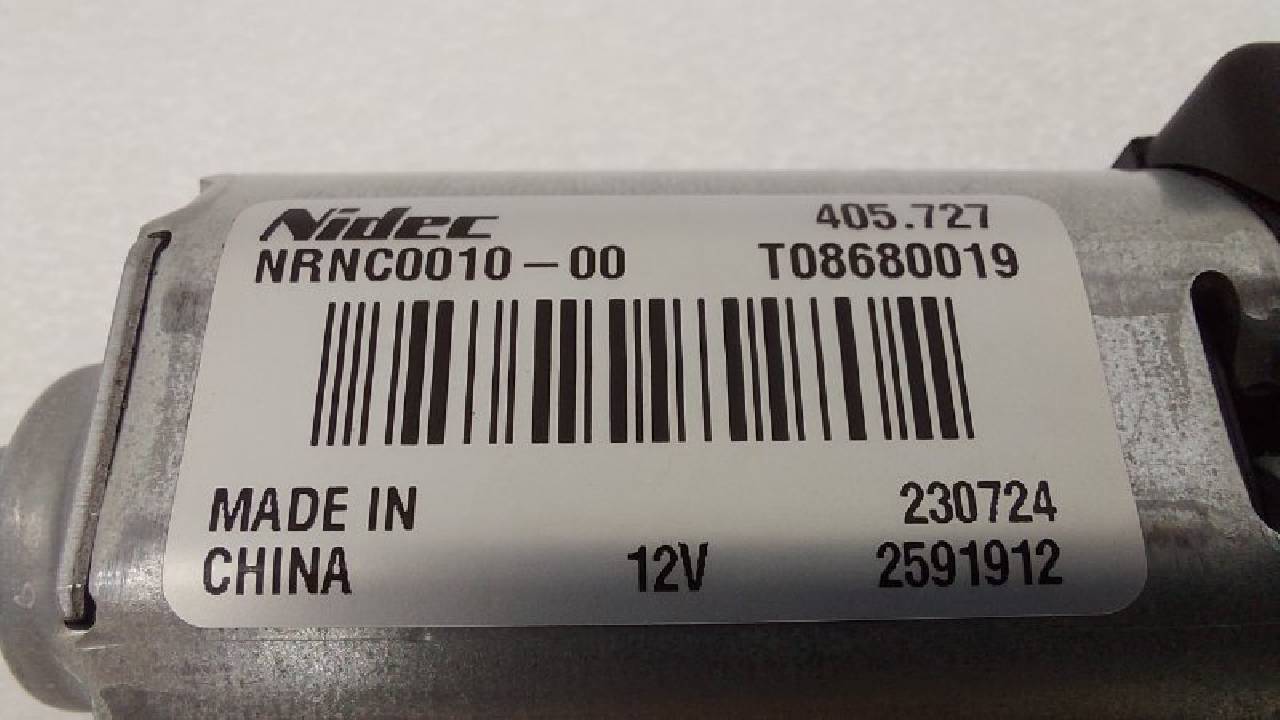 Nidec 405.727
NRNC0010-00 T08680019
MADE IN 230724
CHINA 12V 2591912